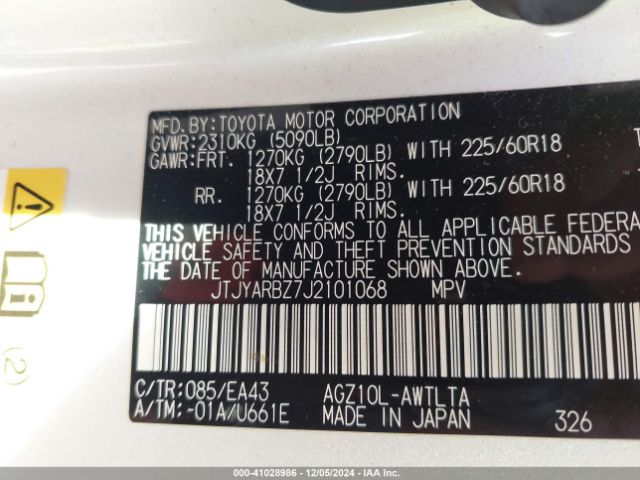 MFD.BY:TOYOTA MOTOR CORPORATION
GVWR:2310KG (5090LB)
GAWR:FRT. 1270KG (2790LB) WITH 225/60R18
18X7 1/2J RIMS.
RR. 1270KG (2790LB) WITH 225/60R18
18X7 1/2J RIMS.
THIS VEHICLE CONFORMS TO ALL APPLICABLE FEDERA
VEHICLE SAFETY AND THEFT PREVENTION STANDARDS
THE DATE OF MANUFACTURE SHOWN ABOVE.
JTJYARBZ7J2101068 MPV
C/TR:085/EA43 AGZ10L-AWTLTA
A/TM:-01A/U661E MADE IN JAPAN 326
(2)
000-41028986 - 12/05/2024 - IAA Inc.